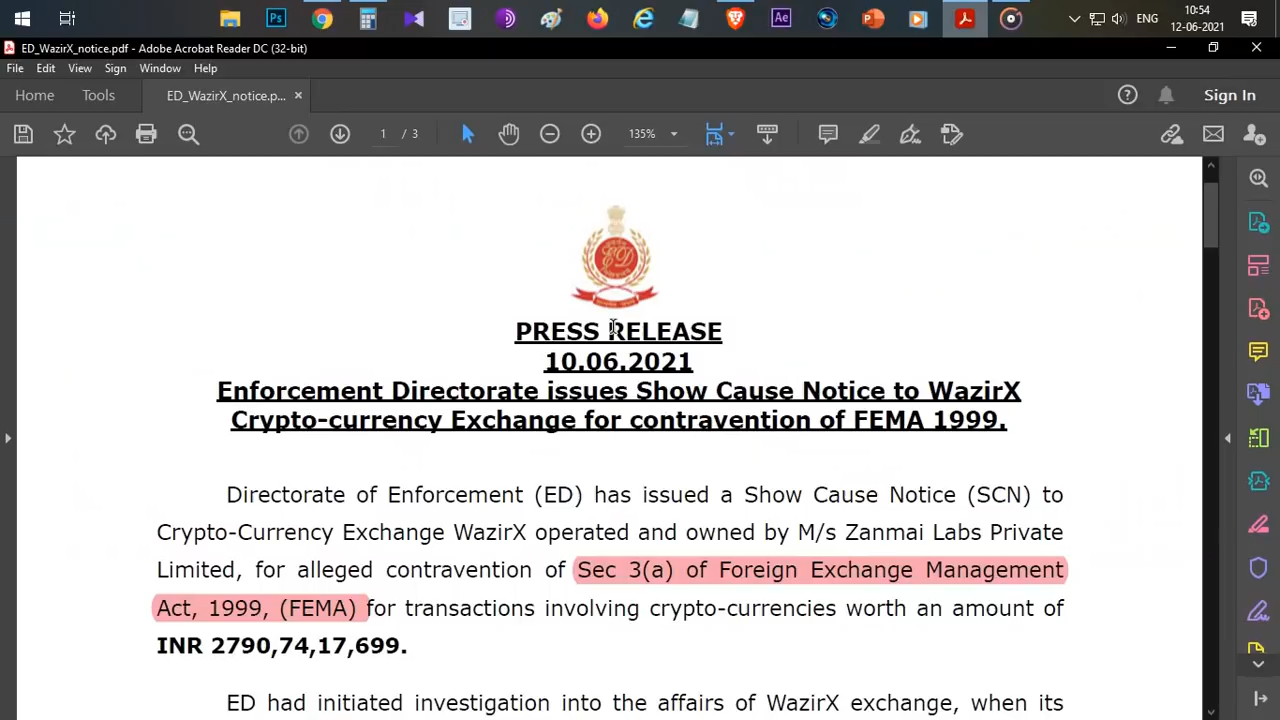 10:54
ENG
12-06-2021
ED_WazirX_notice.pdf - Adobe Acrobat Reader DC (32-bit)
File Edit View Sign Window Help
Home Tools ED_WazirX_notice.p... × Sign In
1 / 3 135%
PRESS RELEASE
10.06.2021
Enforcement Directorate issues Show Cause Notice to WazirX
Crypto-currency Exchange for contravention of FEMA 1999.
Directorate of Enforcement (ED) has issued a Show Cause Notice (SCN) to
Crypto-Currency Exchange WazirX operated and owned by M/s Zanmai Labs Private
Limited, for alleged contravention of Sec 3(a) of Foreign Exchange Management
Act, 1999, (FEMA) for transactions involving crypto-currencies worth an amount of
INR 2790,74,17,699.
ED had initiated investigation into the affairs of WazirX exchange, when its